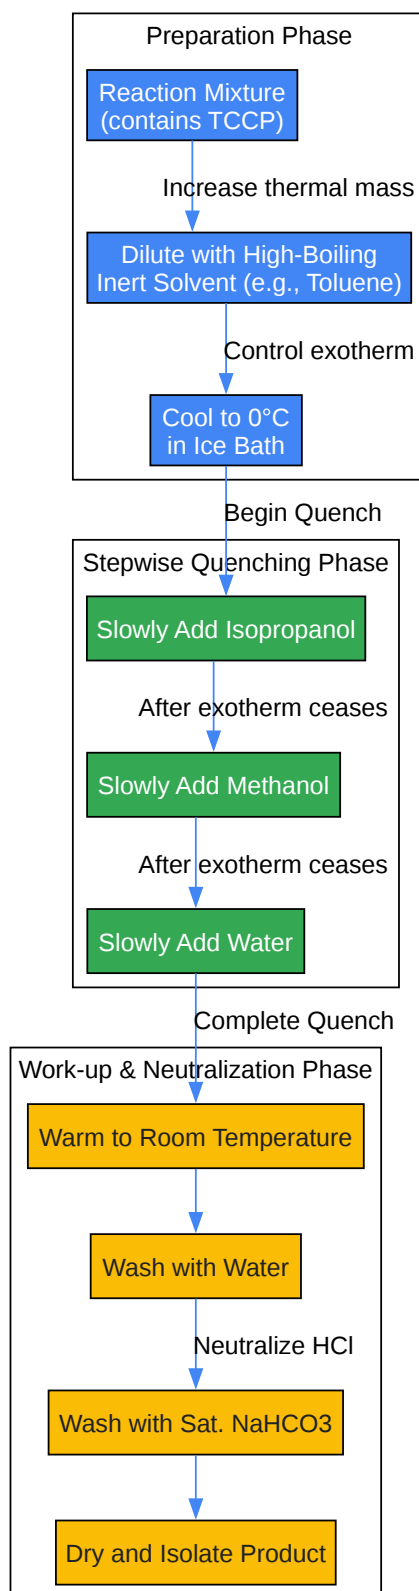 Preparation Phase
Reaction Mixture
(contains TCCP)
Increase thermal mass
Dilute with High-Boiling
Inert Solvent (e.g., Toluene)
Control exotherm
Cool to 0°C
in Ice Bath
Begin Quench
Stepwise Quenching Phase
Slowly Add Isopropanol
After exotherm ceases
Slowly Add Methanol
After exotherm ceases
Slowly Add Water
Complete Quench
Work-up & Neutralization Phase
Warm to Room Temperature
Wash with Water
Neutralize HCl
Wash with Sat. NaHCO3
Dry and Isolate Product